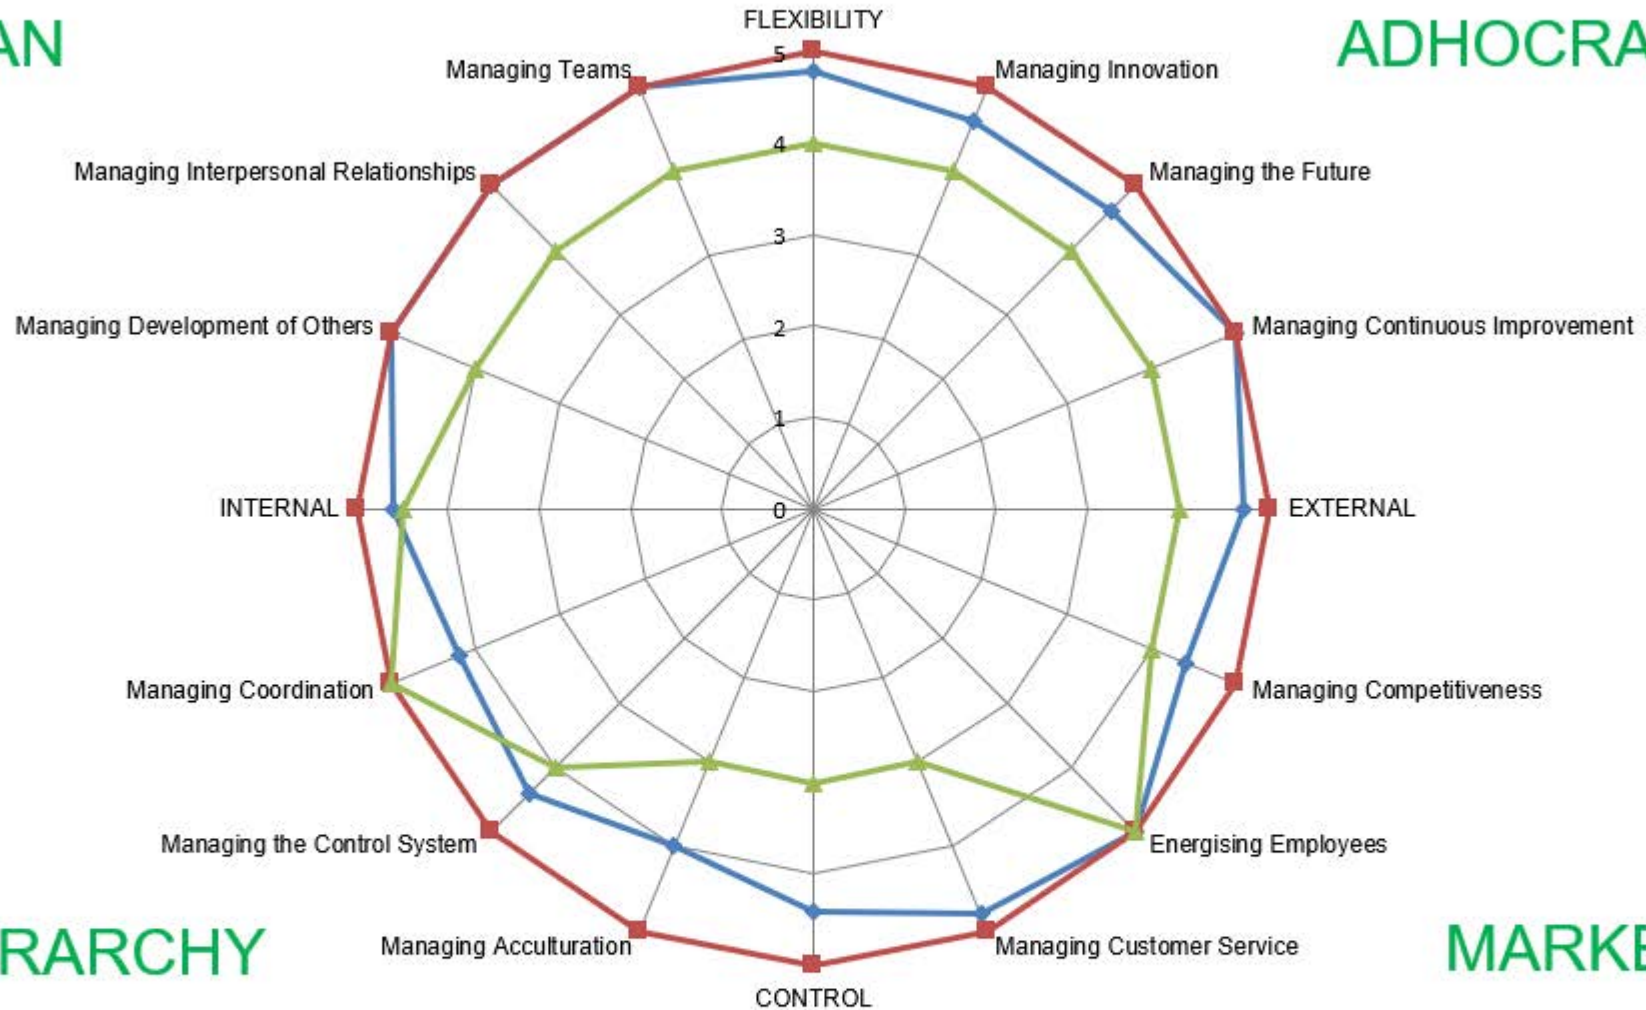 FLEXIBILITY
AN
ADHOCRA
5
Managing Teams
Managing Innovation
4
Managing Interpersonal Relationships
Managing the Future
3
Managing Development of Others
2
Managing Continuous Improvement
1
INTERNAL
0
EXTERNAL
Managing Coordination
Managing Competitiveness
Managing the Control System
Energising Employees
RARCHY
Managing Acculturation
Managing Customer Service
MARKE
CONTROL